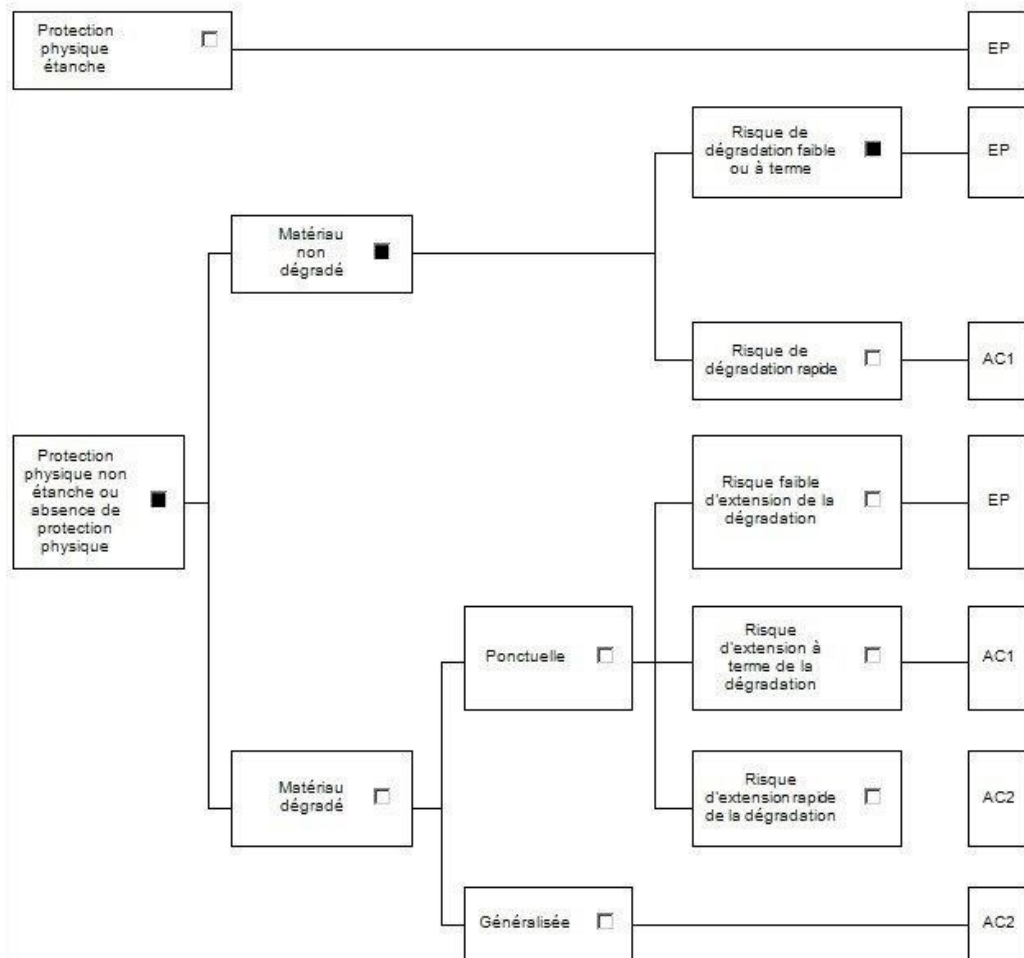 Protection
physique
étanche
EP
Risque de
dégradation faible
ou à terme
EP
Matériau
non
dégradé
Risque de
dégradation rapide
AC1
Protection
physique non
étanche ou
absence de
protection
physique
Risque faible
d'extension de la
dégradation
EP
Ponctuelle
Risque
d'extension à
terme de la
dégradation
AC1
Matériau
dégradé
Risque
d'extension rapide
de la dégradation
AC2
Généralisée
AC2